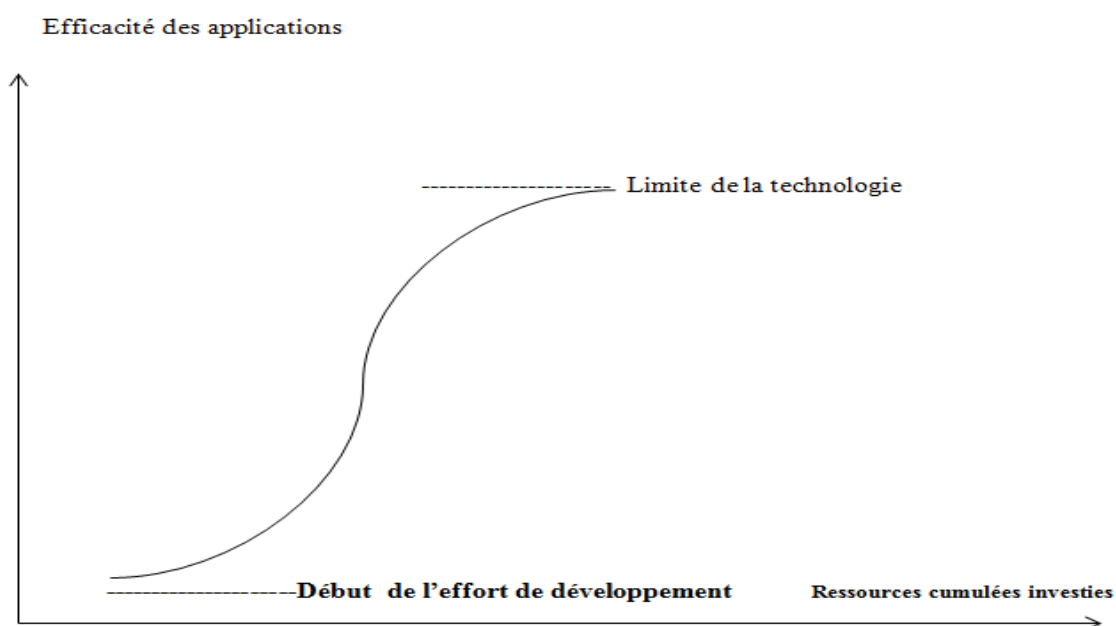 Efficacité des applications
Limite de la technologie
Début de l’effort de développement
Ressources cumulées investies